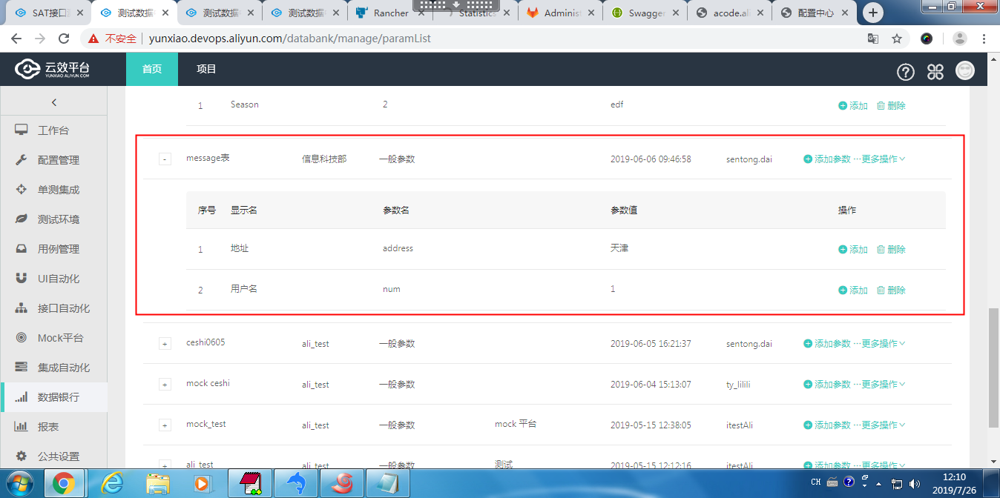 SAT接口
测试数据
测试数据
测试数据
Rancher
Statistics
Adminis
Swagger
acode.ali
配置中心
不安全 yunxiao.devops.aliyun.com/databank/manage/paramList
云效平台
YUNXIAO.ALIYUN.COM
首页
项目
工作台
配置管理
单测集成
测试环境
用例管理
UI自动化
接口自动化
Mock平台
集成自动化
数据银行
报表
公共设置
1 Season 2 edf 添加 删除
- message表 信息科技部 一般参数 2019-06-06 09:46:58 sentong.dai 添加参数 ···更多操作
序号 显示名 参数名 参数值 操作
1 地址 address 天津 添加 删除
2 用户名 num 1 添加 删除
+ ceshi0605 ali_test 一般参数 2019-06-05 16:21:37 sentong.dai 添加参数 ···更多操作
+ mock ceshi ali_test 一般参数 2019-06-04 15:13:07 ty_lilili 添加参数 ···更多操作
+ mock_test ali_test 一般参数 mock 平台 2019-05-15 12:38:05 itestAli 添加参数 ···更多操作
+ ali_test ali_test 一般参数 测试 2019-05-15 12:12:16 itestAli 添加参数 ···更多操作
CH
12:10
2019/7/26